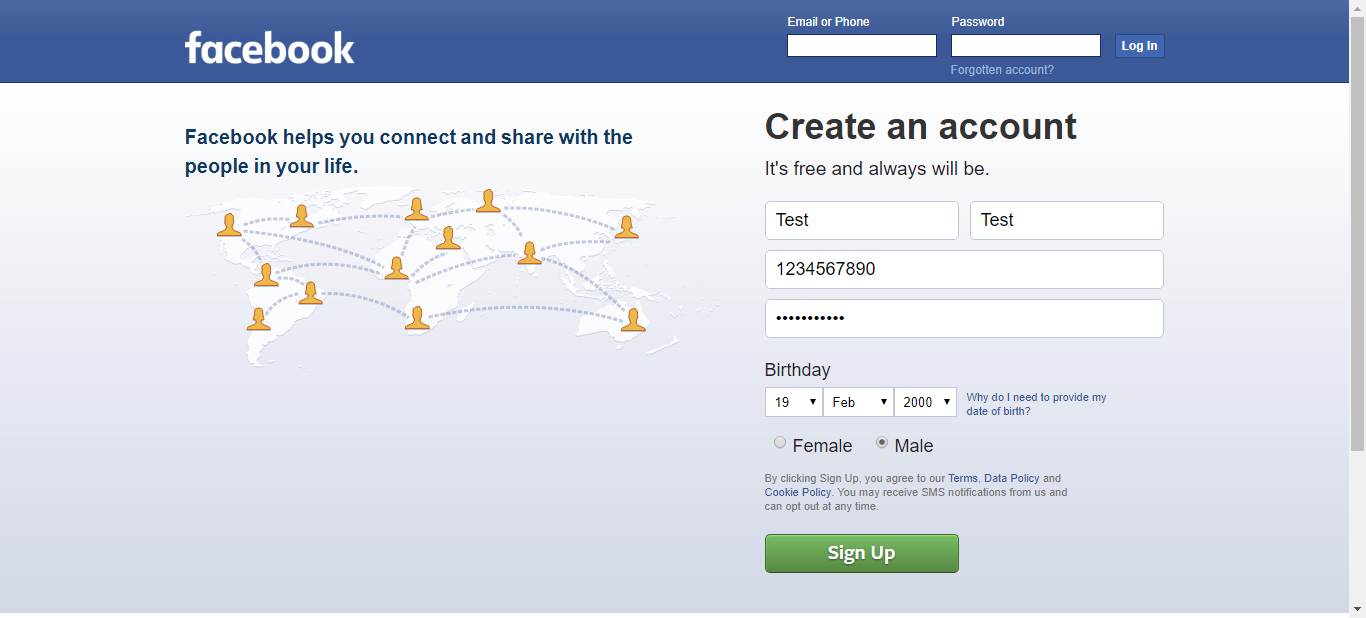 facebook
Email or Phone
Password
Log In
Forgotten account?
Facebook helps you connect and share with the
people in your life.
Create an account
It's free and always will be.
Test
Test
1234567890
•••••••••••
Birthday
19
Feb
2000
Why do I need to provide my
date of birth?
Female
Male
By clicking Sign Up, you agree to our Terms, Data Policy and
Cookie Policy. You may receive SMS notifications from us and
can opt out at any time.
Sign Up